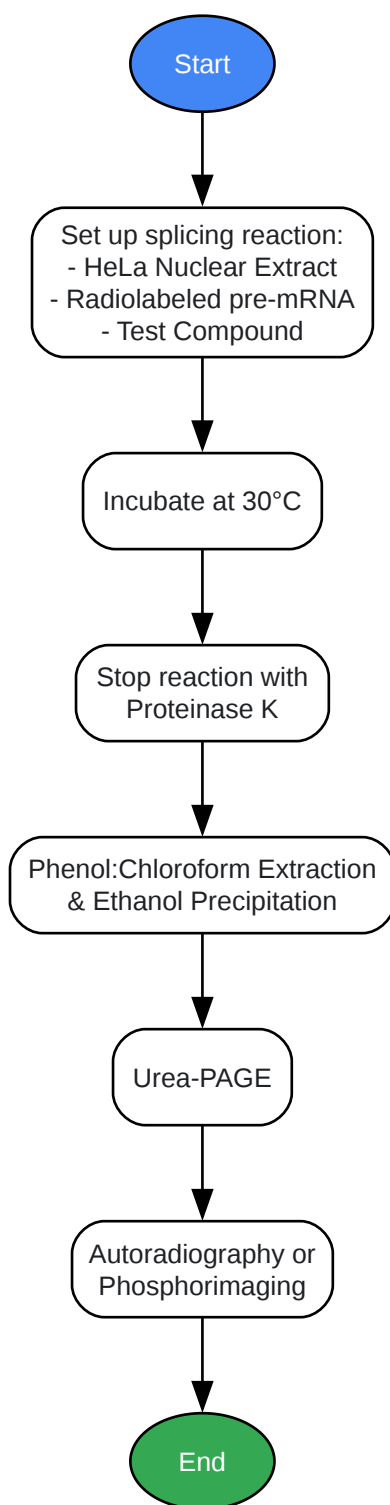 Start
Set up splicing reaction:
- HeLa Nuclear Extract
- Radiolabeled pre-mRNA
- Test Compound
Incubate at 30°C
Stop reaction with
Proteinase K
Phenol:Chloroform Extraction
& Ethanol Precipitation
Urea-PAGE
Autoradiography or
Phosphorimaging
End